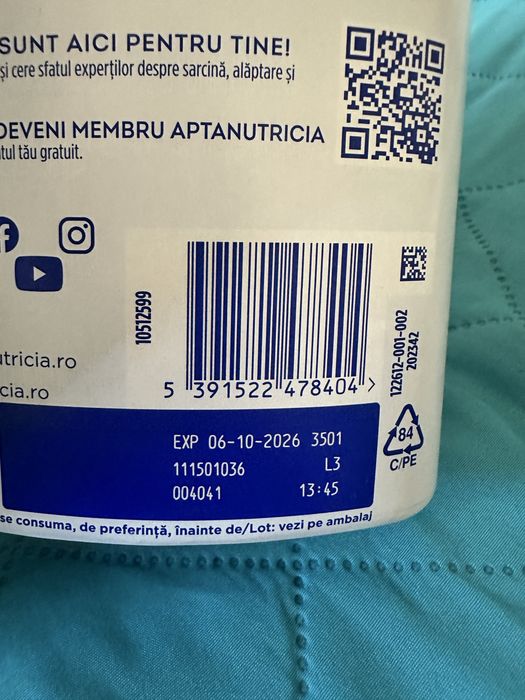 SUNT AICI PENTRU TINE!
și cere sfatul experților despre sarcină, alăptare și
DEVENI MEMBRU APTANUTRICIA
tul tău gratuit.
10512599
utricia.ro
cia.ro
5 391522 478404 >
122612-001-002
202342
84
C/PE
EXP 06-10-2026 3501
111501036 L3
004041 13:45
se consuma, de preferință, înainte de/Lot: vezi pe ambalaj